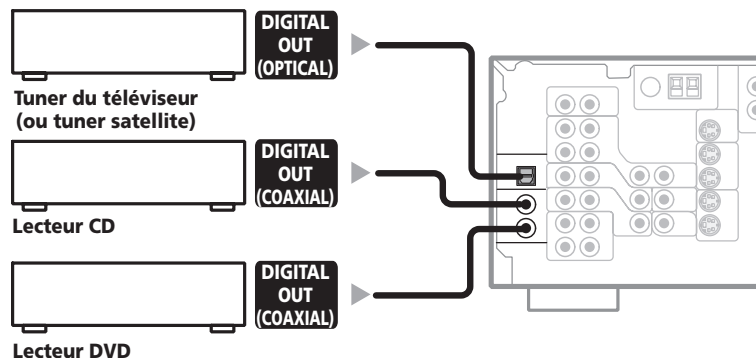 DIGITAL
OUT
(OPTICAL)
Tuner du téléviseur
(ou tuner satellite)
DIGITAL
OUT
(COAXIAL)
Lecteur CD
DIGITAL
OUT
(COAXIAL)
Lecteur DVD